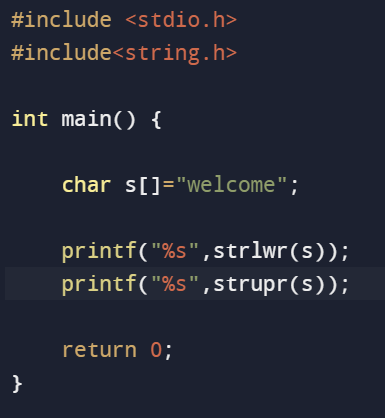 #include <stdio.h>
#include<string.h>
int main() {
char s[]="welcome";
printf("%s",strlwr(s));
printf("%s",strupr(s));
return 0;
}